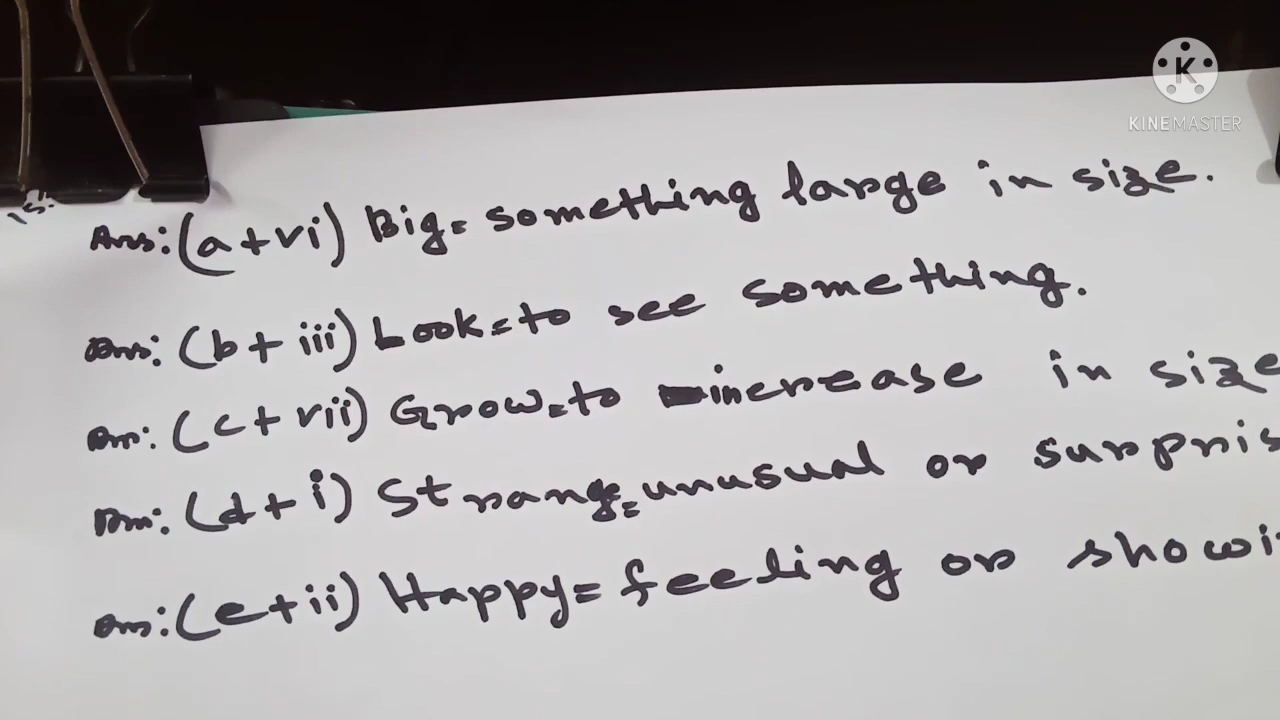 KINEMASTER
Ans: (a+vi) Big= something large in size.
Ans: (b+iii) Look=to see something.
Ans: (c+vii) Grow=to increase in size
Ans: (d+i) Strange=unusual or surpris
Ans: (e+ii) Happy= feeling or showi